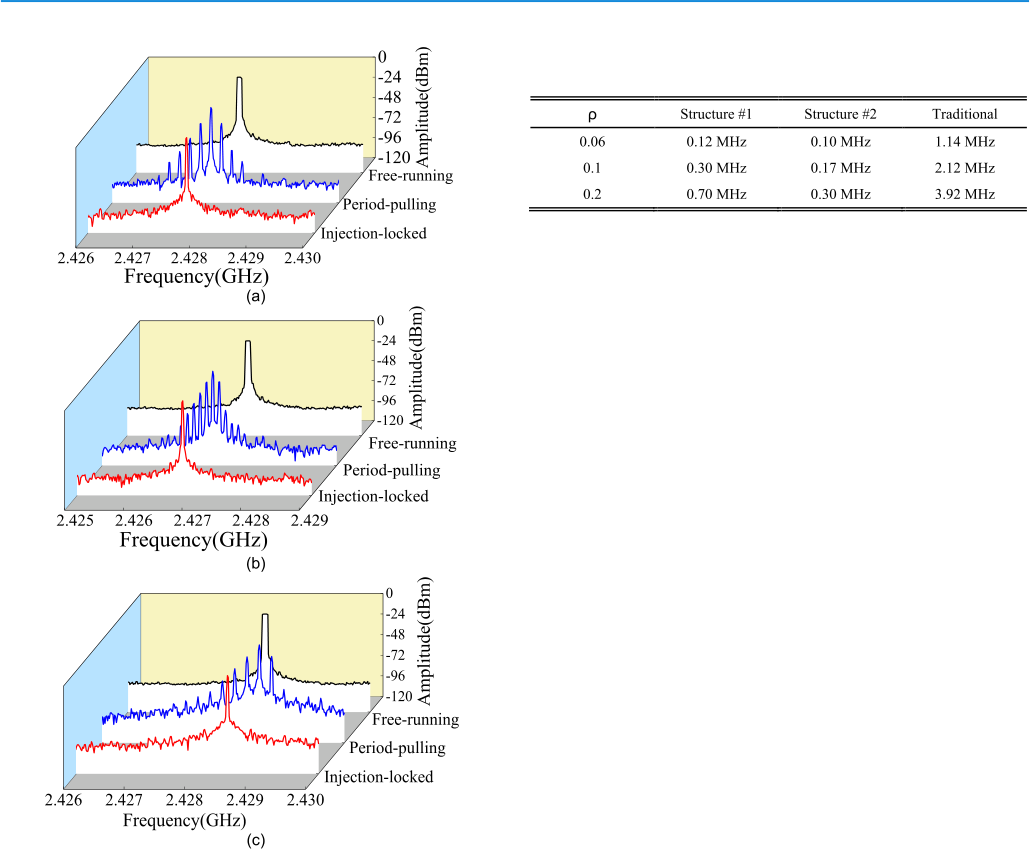 0
-24
-48
-72
-96
-120
Amplitude(dBm)
Free-running
Period-pulling
Injection-locked
2.426 2.427 2.428 2.429 2.430
Frequency(GHz)
(a)
0
-24
-48
-72
-96
-120
Amplitude(dBm)
Free-running
Period-pulling
Injection-locked
2.425 2.426 2.427 2.428 2.429
Frequency(GHz)
(b)
0
-24
-48
-72
-96
-120
Amplitude(dBm)
Free-running
Period-pulling
Injection-locked
2.426 2.427 2.428 2.429 2.430
Frequency(GHz)
(c)
ρ Structure #1 Structure #2 Traditional
0.06 0.12 MHz 0.10 MHz 1.14 MHz
0.1 0.30 MHz 0.17 MHz 2.12 MHz
0.2 0.70 MHz 0.30 MHz 3.92 MHz